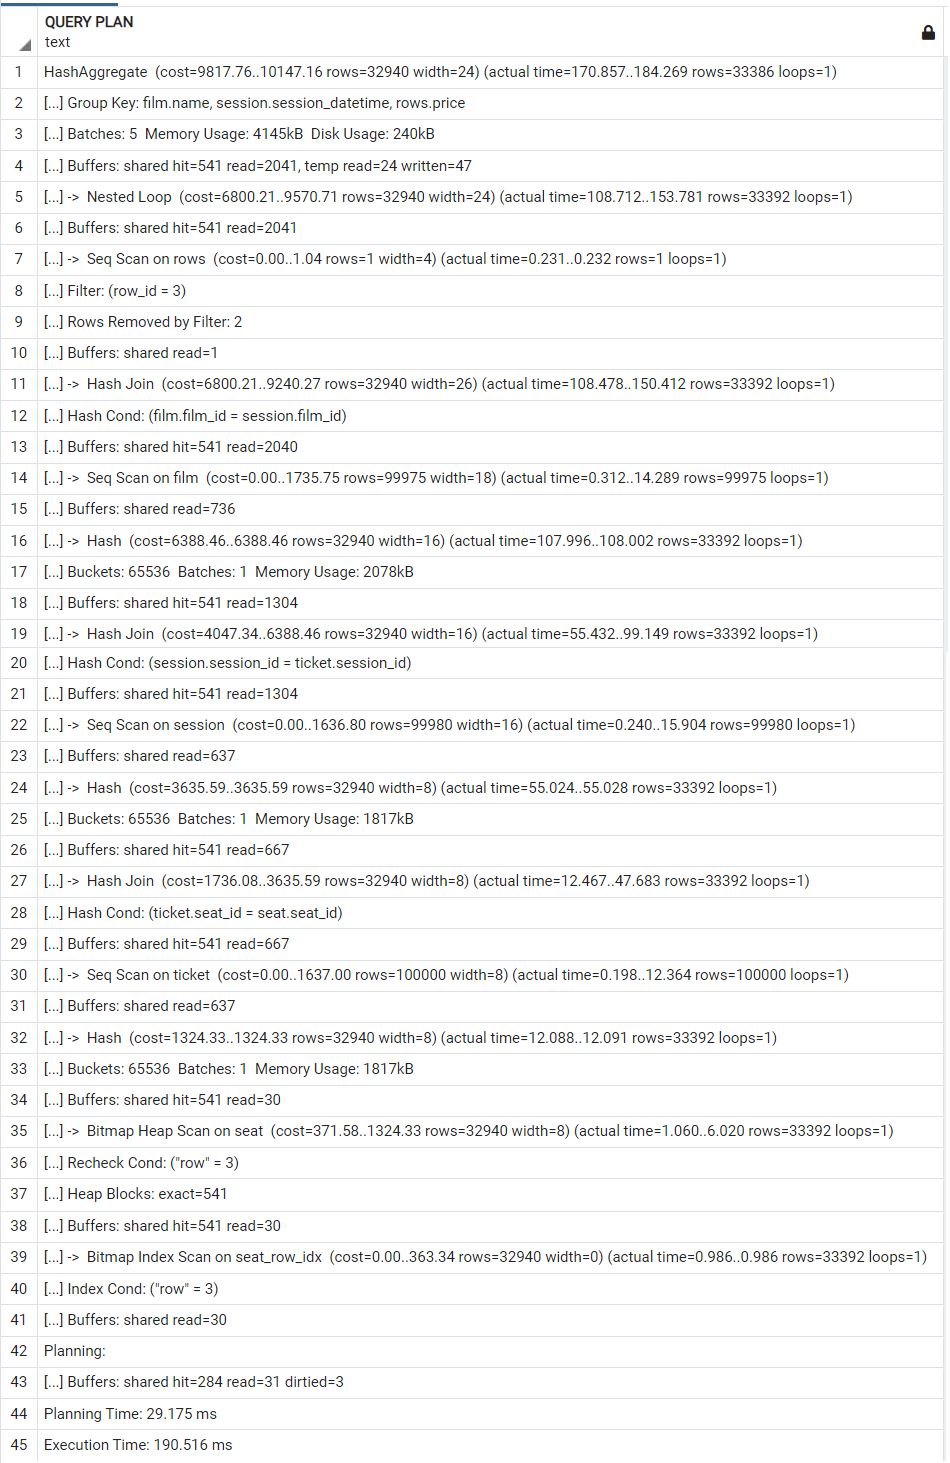 QUERY PLAN
text
1 HashAggregate (cost=9817.76..10147.16 rows=32940 width=24) (actual time=170.857..184.269 rows=33386 loops=1)
2 [...] Group Key: film.name, session.session_datetime, rows.price
3 [...] Batches: 5 Memory Usage: 4145kB Disk Usage: 240kB
4 [...] Buffers: shared hit=541 read=2041, temp read=24 written=47
5 [...] -> Nested Loop (cost=6800.21..9570.71 rows=32940 width=24) (actual time=108.712..153.781 rows=33392 loops=1)
6 [...] Buffers: shared hit=541 read=2041
7 [...] -> Seq Scan on rows (cost=0.00..1.04 rows=1 width=4) (actual time=0.231..0.232 rows=1 loops=1)
8 [...] Filter: (row_id = 3)
9 [...] Rows Removed by Filter: 2
10 [...] Buffers: shared read=1
11 [...] -> Hash Join (cost=6800.21..9240.27 rows=32940 width=26) (actual time=108.478..150.412 rows=33392 loops=1)
12 [...] Hash Cond: (film.film_id = session.film_id)
13 [...] Buffers: shared hit=541 read=2040
14 [...] -> Seq Scan on film (cost=0.00..1735.75 rows=99975 width=18) (actual time=0.312..14.289 rows=99975 loops=1)
15 [...] Buffers: shared read=736
16 [...] -> Hash (cost=6388.46..6388.46 rows=32940 width=16) (actual time=107.996..108.002 rows=33392 loops=1)
17 [...] Buckets: 65536 Batches: 1 Memory Usage: 2078kB
18 [...] Buffers: shared hit=541 read=1304
19 [...] -> Hash Join (cost=4047.34..6388.46 rows=32940 width=16) (actual time=55.432..99.149 rows=33392 loops=1)
20 [...] Hash Cond: (session.session_id = ticket.session_id)
21 [...] Buffers: shared hit=541 read=1304
22 [...] -> Seq Scan on session (cost=0.00..1636.80 rows=99980 width=16) (actual time=0.240..15.904 rows=99980 loops=1)
23 [...] Buffers: shared read=637
24 [...] -> Hash (cost=3635.59..3635.59 rows=32940 width=8) (actual time=55.024..55.028 rows=33392 loops=1)
25 [...] Buckets: 65536 Batches: 1 Memory Usage: 1817kB
26 [...] Buffers: shared hit=541 read=667
27 [...] -> Hash Join (cost=1736.08..3635.59 rows=32940 width=8) (actual time=12.467..47.683 rows=33392 loops=1)
28 [...] Hash Cond: (ticket.seat_id = seat.seat_id)
29 [...] Buffers: shared hit=541 read=667
30 [...] -> Seq Scan on ticket (cost=0.00..1637.00 rows=100000 width=8) (actual time=0.198..12.364 rows=100000 loops=1)
31 [...] Buffers: shared read=637
32 [...] -> Hash (cost=1324.33..1324.33 rows=32940 width=8) (actual time=12.088..12.091 rows=33392 loops=1)
33 [...] Buckets: 65536 Batches: 1 Memory Usage: 1817kB
34 [...] Buffers: shared hit=541 read=30
35 [...] -> Bitmap Heap Scan on seat (cost=371.58..1324.33 rows=32940 width=8) (actual time=1.060..6.020 rows=33392 loops=1)
36 [...] Recheck Cond: ("row" = 3)
37 [...] Heap Blocks: exact=541
38 [...] Buffers: shared hit=541 read=30
39 [...] -> Bitmap Index Scan on seat_row_idx (cost=0.00..363.34 rows=32940 width=0) (actual time=0.986..0.986 rows=33392 loops=1)
40 [...] Index Cond: ("row" = 3)
41 [...] Buffers: shared read=30
42 Planning:
43 [...] Buffers: shared hit=284 read=31 dirtied=3
44 Planning Time: 29.175 ms
45 Execution Time: 190.516 ms